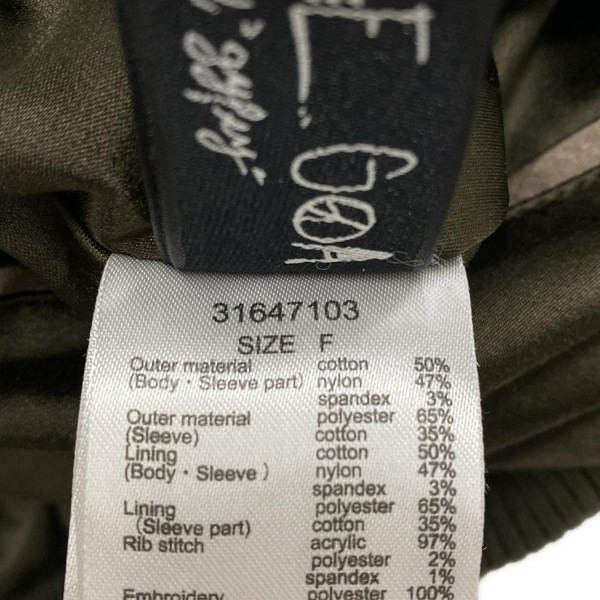 E.. GOA
31647103
SIZE F
Outer material cotton 50%
(Body・Sleeve part) nylon 47%
spandex 3%
Outer material polyester 65%
(Sleeve) cotton 35%
Lining cotton 50%
(Body・Sleeve ) nylon 47%
spandex 3%
Lining polyester 65%
(Sleeve part) cotton 35%
Rib stitch acrylic 97%
polyester 2%
spandex 1%
Embroidery polyester 100%